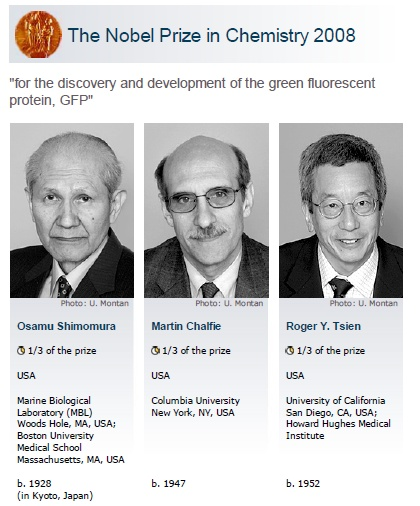 The Nobel Prize in Chemistry 2008
"for the discovery and development of the green fluorescent
protein, GFP"
Photo: U. Montan
Photo: U. Montan
Photo: U. Montan
Osamu Shimomura
1/3 of the prize
USA
Marine Biological
Laboratory (MBL)
Woods Hole, MA, USA;
Boston University
Medical School
Massachusetts, MA, USA
b. 1928
(in Kyoto, Japan)
Martin Chalfie
1/3 of the prize
USA
Columbia University
New York, NY, USA
b. 1947
Roger Y. Tsien
1/3 of the prize
USA
University of California
San Diego, CA, USA;
Howard Hughes Medical
Institute
b. 1952